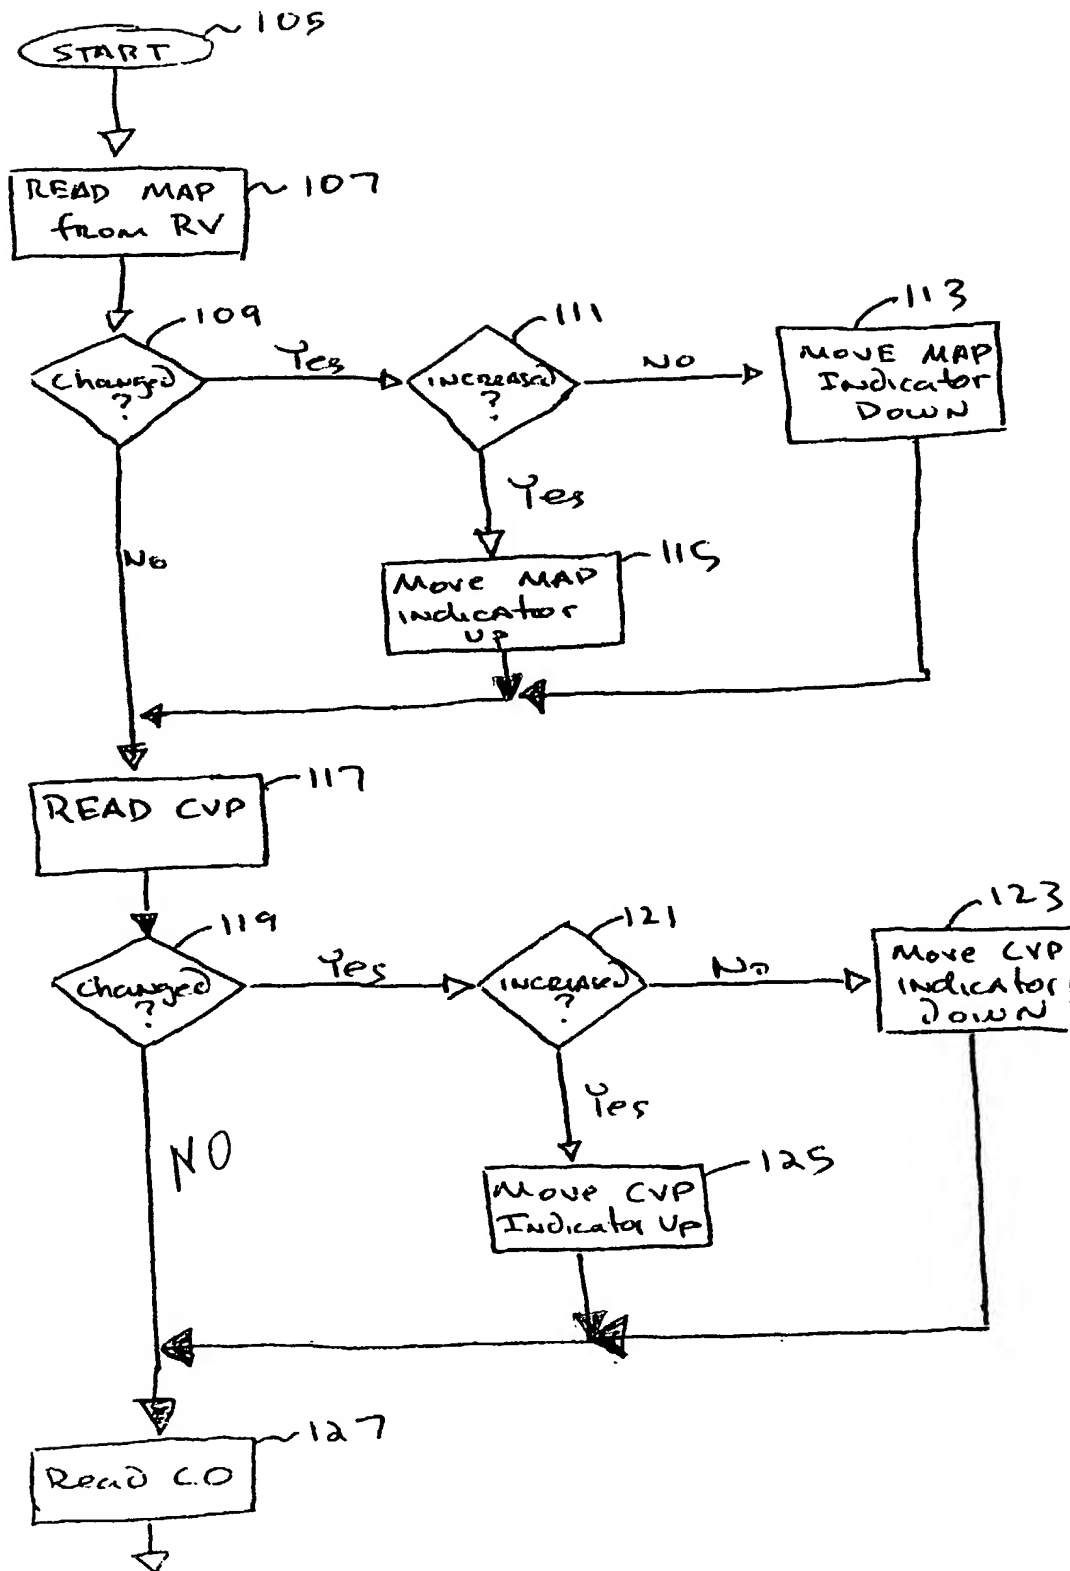 START
105
READ MAP
from RV
107
Changed
?
109
Yes
INCREASED
?
111
NO
MOVE MAP
Indicator
DOWN
113
No
Yes
Move MAP
indicator
UP
115
READ CVP
117
Changed
?
119
Yes
INCREASED
?
121
No
Move CVP
indicator
DOWN
123
NO
Yes
Move CVP
Indicator Up
125
Read C.O
127